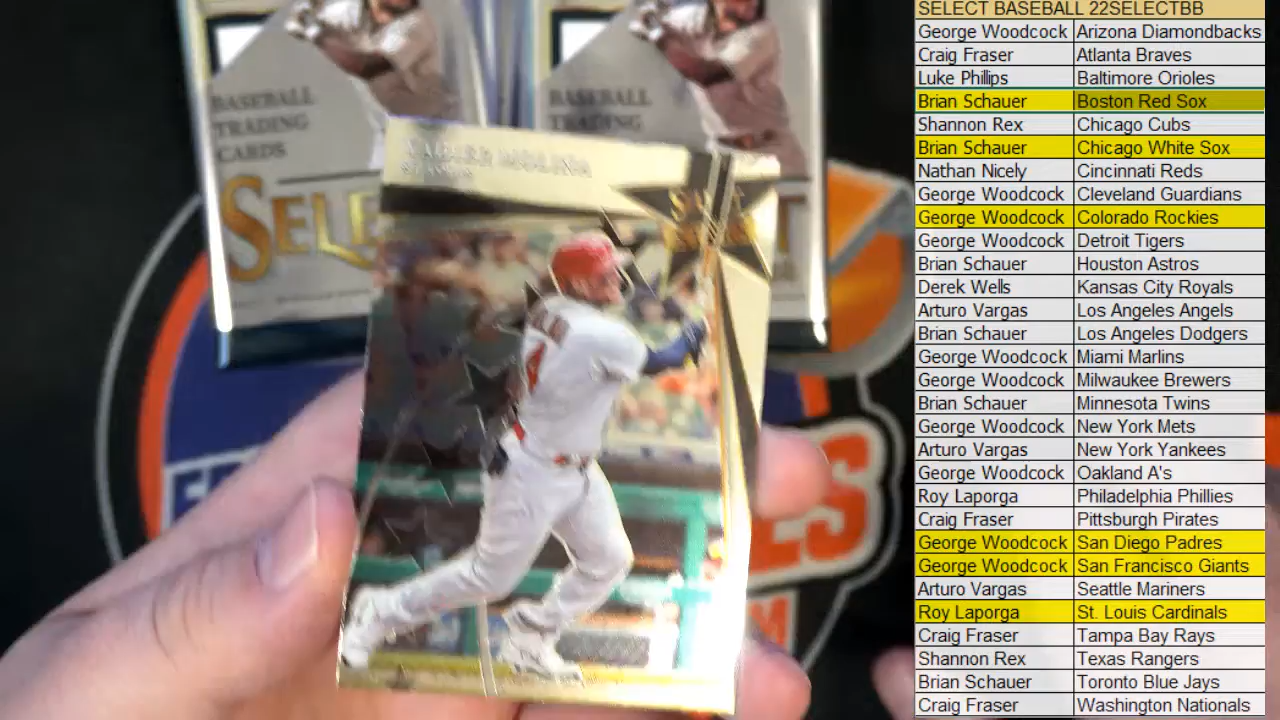 SELECT BASEBALL 22SELECTBB
George Woodcock Arizona Diamondbacks
Craig Fraser Atlanta Braves
Luke Phillips Baltimore Orioles
Brian Schauer Boston Red Sox
Shannon Rex Chicago Cubs
Brian Schauer Chicago White Sox
Nathan Nicely Cincinnati Reds
George Woodcock Cleveland Guardians
George Woodcock Colorado Rockies
George Woodcock Detroit Tigers
Brian Schauer Houston Astros
Derek Wells Kansas City Royals
Arturo Vargas Los Angeles Angels
Brian Schauer Los Angeles Dodgers
George Woodcock Miami Marlins
George Woodcock Milwaukee Brewers
Brian Schauer Minnesota Twins
George Woodcock New York Mets
Arturo Vargas New York Yankees
George Woodcock Oakland A's
Roy Laporga Philadelphia Phillies
Craig Fraser Pittsburgh Pirates
George Woodcock San Diego Padres
George Woodcock San Francisco Giants
Arturo Vargas Seattle Mariners
Roy Laporga St. Louis Cardinals
Craig Fraser Tampa Bay Rays
Shannon Rex Texas Rangers
Brian Schauer Toronto Blue Jays
Craig Fraser Washington Nationals
BASEBALL
TRADING
CARDS
BASEBALL
TRADING
YADIER MOLINA
ST. LOUIS
4